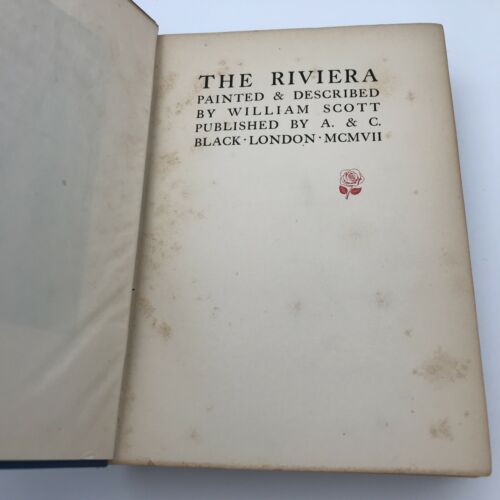 THE RIVIERA
PAINTED & DESCRIBED
BY WILLIAM SCOTT
PUBLISHED BY A. & C.
BLACK · LONDON · MCMVII